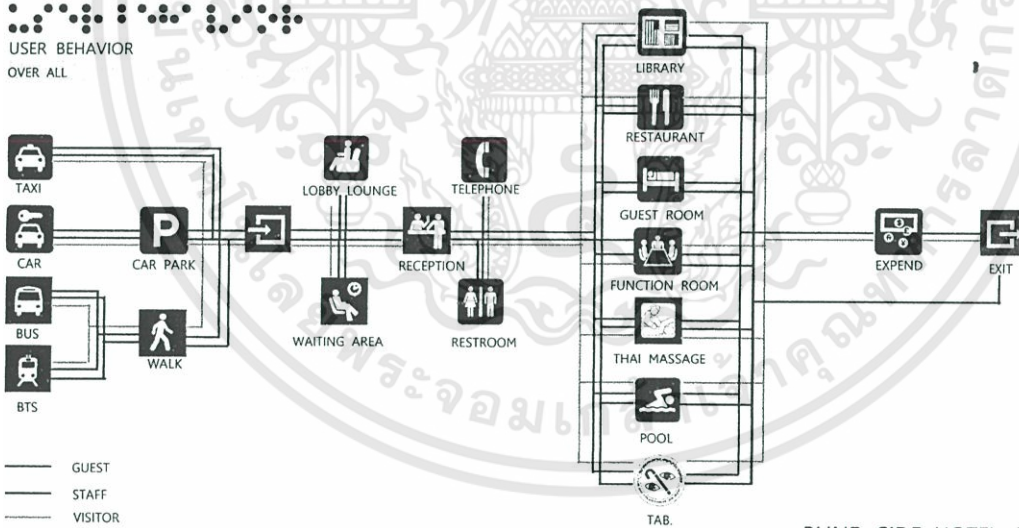 USER BEHAVIOR
OVER ALL
LIBRARY
RESTAURANT
TAXI
LOBBY LOUNGE
TELEPHONE
GUEST ROOM
P
CAR
CAR PARK
RECEPTION
FUNCTION ROOM
EXPEND
EXIT
BUS
WALK
WAITING AREA
RESTROOM
THAI MASSAGE
BTS
POOL
GUEST
STAFF
VISITOR
TAB.